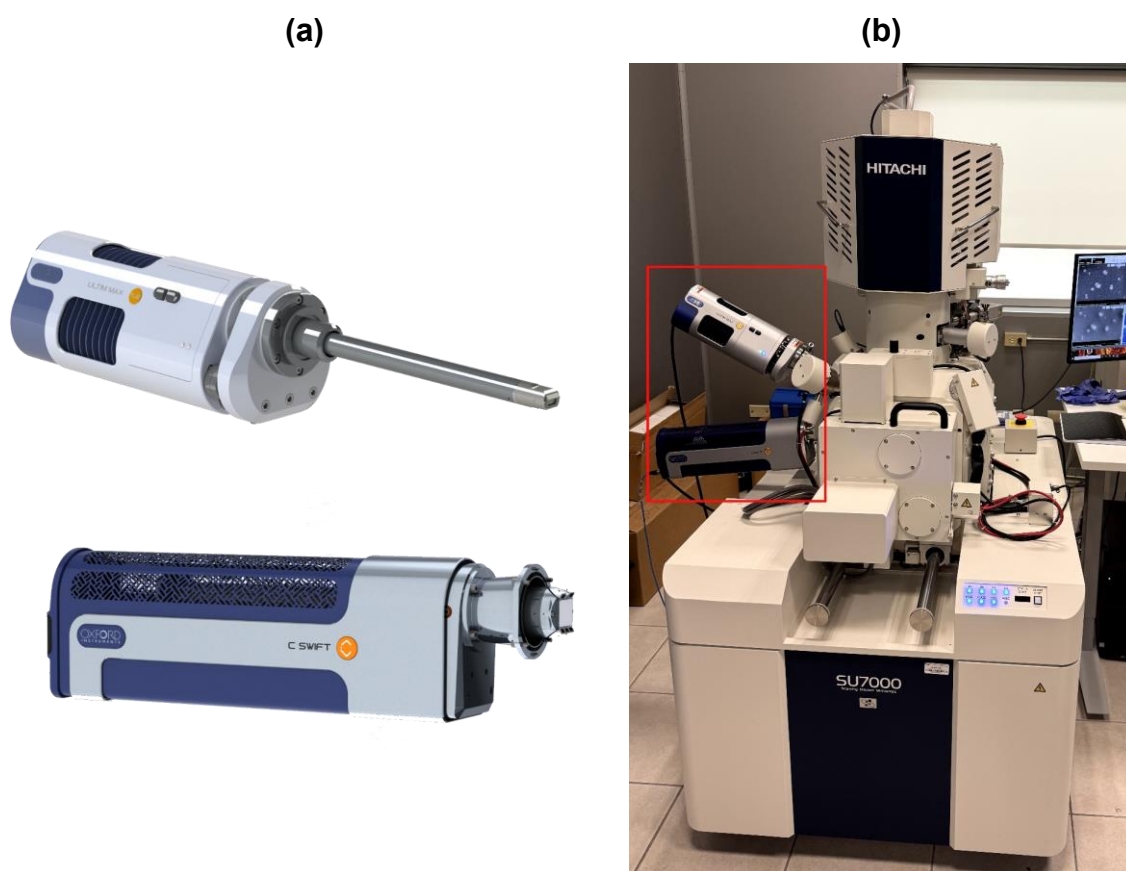 (a)
(b)
ULTIM MAX
HITACHI
OXFORD
INSTRUMENTS
C SWIFT
SU7000